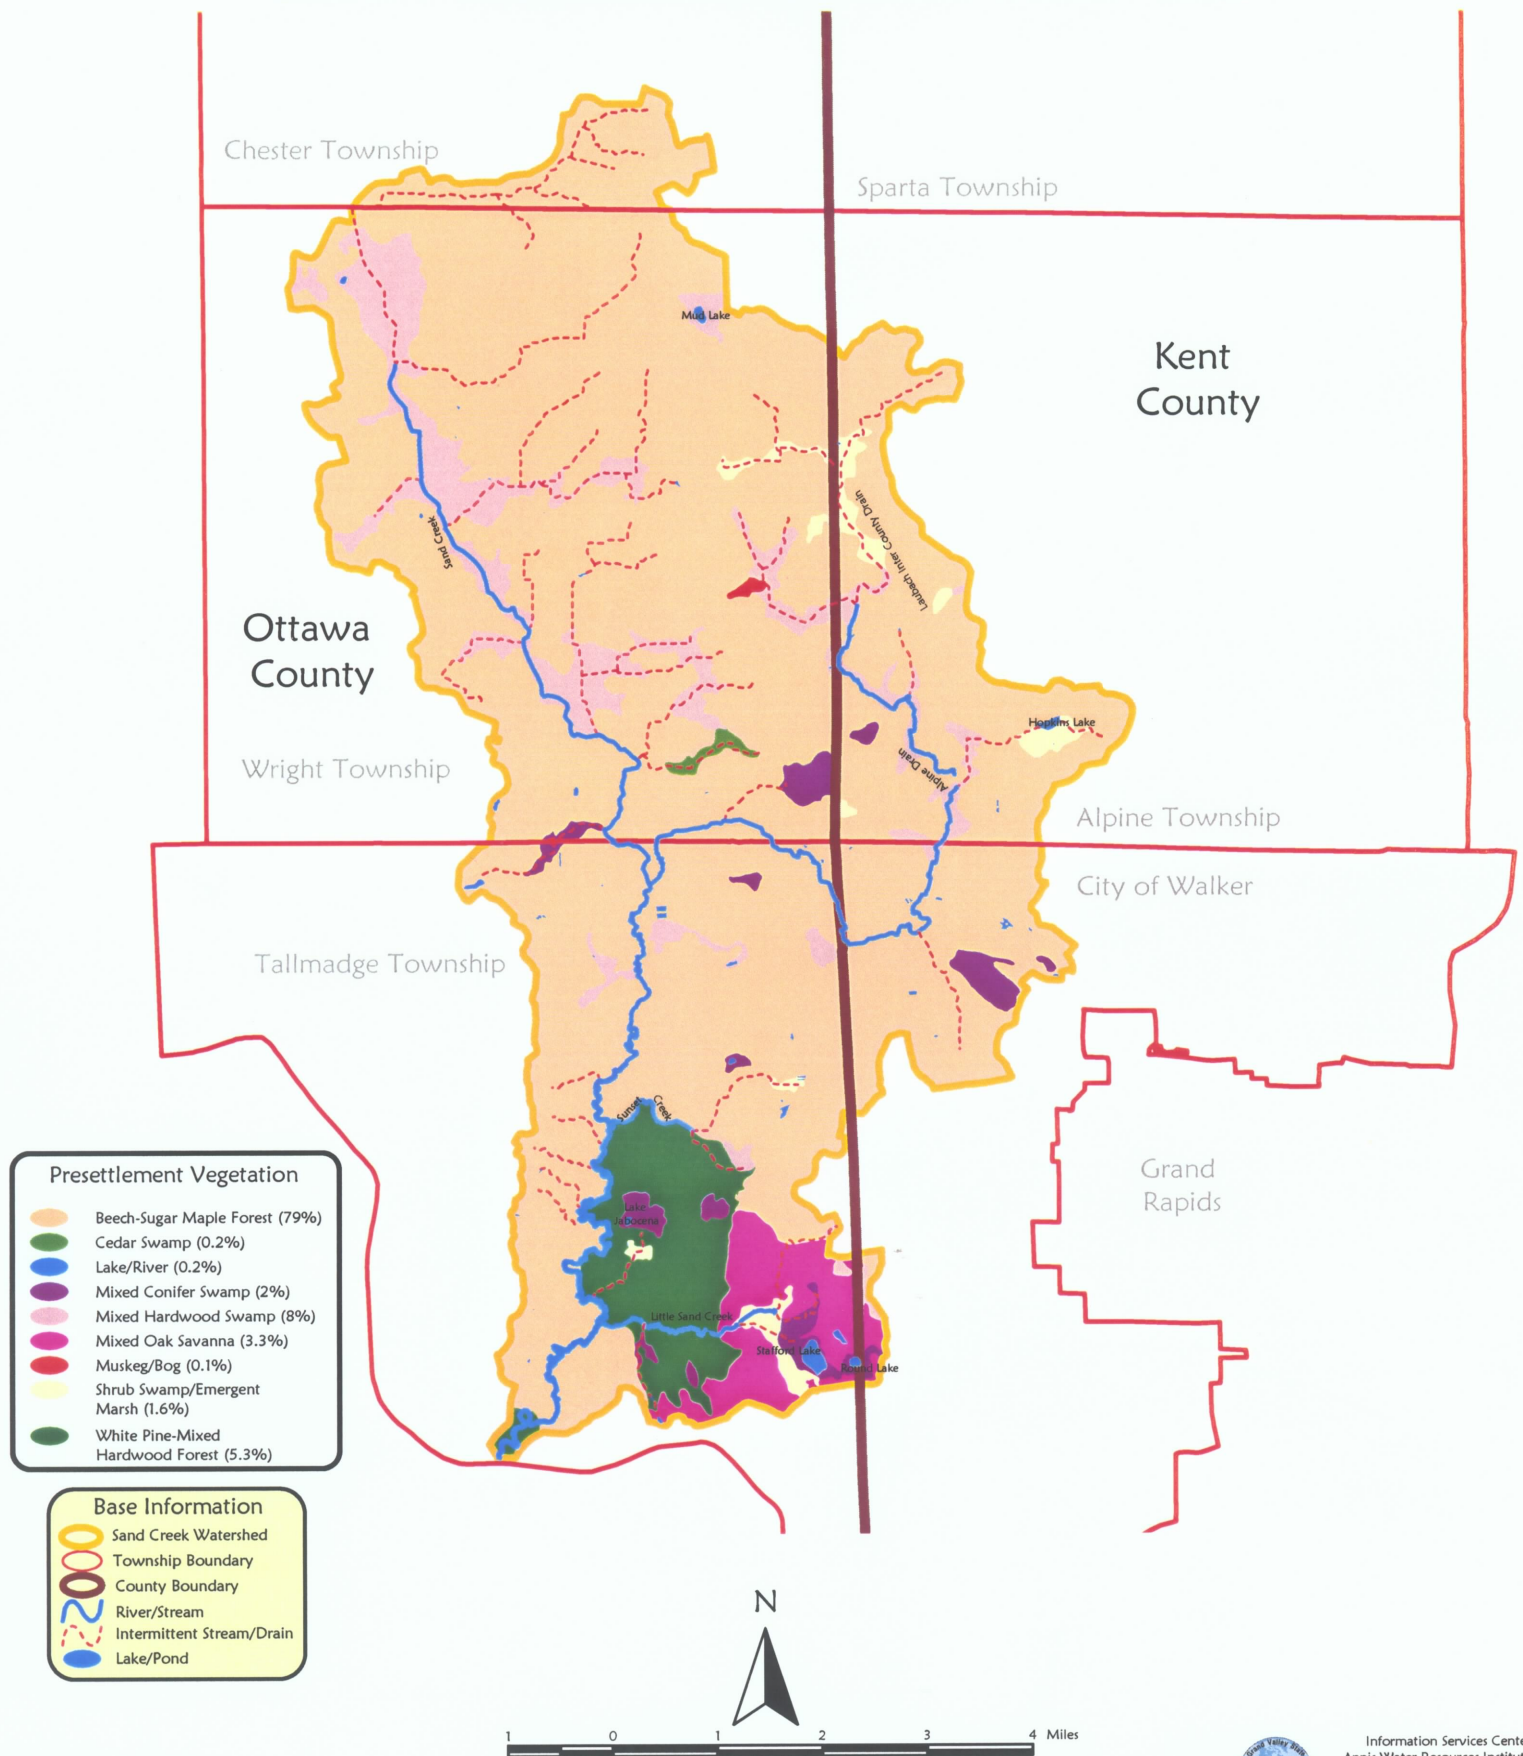 Chester Township
Sparta Township
Mud Lake
Kent
County
Laubach Inter County Drain
Sand Creek
Ottawa
County
Hopkins Lake
Wright Township
Alpine Drain
Alpine Township
City of Walker
Tallmadge Township
Sunset Creek
Grand
Rapids
Lake
Jabocena
Little Sand Creek
Stafford Lake
Round Lake
Presettlement Vegetation
Beech-Sugar Maple Forest (79%)
Cedar Swamp (0.2%)
Lake/River (0.2%)
Mixed Conifer Swamp (2%)
Mixed Hardwood Swamp (8%)
Mixed Oak Savanna (3.3%)
Muskeg/Bog (0.1%)
Shrub Swamp/Emergent
Marsh (1.6%)
White Pine-Mixed
Hardwood Forest (5.3%)
Base Information
Sand Creek Watershed
Township Boundary
County Boundary
River/Stream
Intermittent Stream/Drain
Lake/Pond
N
1 0 1 2 3 4 Miles
Grand Valley State
Information Services Cente